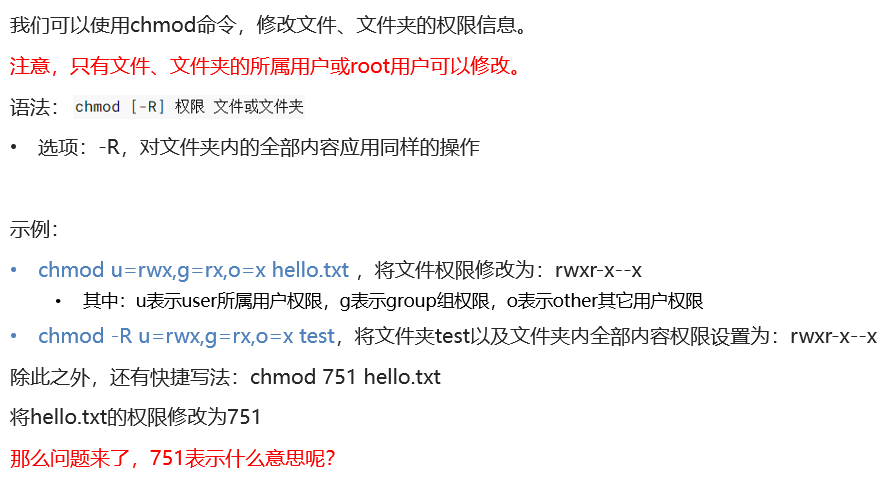 我们可以使用chmod命令，修改文件、文件夹的权限信息。
注意，只有文件、文件夹的所属用户或root用户可以修改。
语法：chmod [-R] 权限 文件或文件夹
• 选项：-R，对文件夹内的全部内容应用同样的操作
示例：
• chmod u=rwx,g=rx,o=x hello.txt ，将文件权限修改为：rwxr-x--x
• 其中：u表示user所属用户权限，g表示group组权限，o表示other其它用户权限
• chmod -R u=rwx,g=rx,o=x test，将文件夹test以及文件夹内全部内容权限设置为：rwxr-x--x
除此之外，还有快捷写法：chmod 751 hello.txt
将hello.txt的权限修改为751
那么问题来了，751表示什么意思呢？